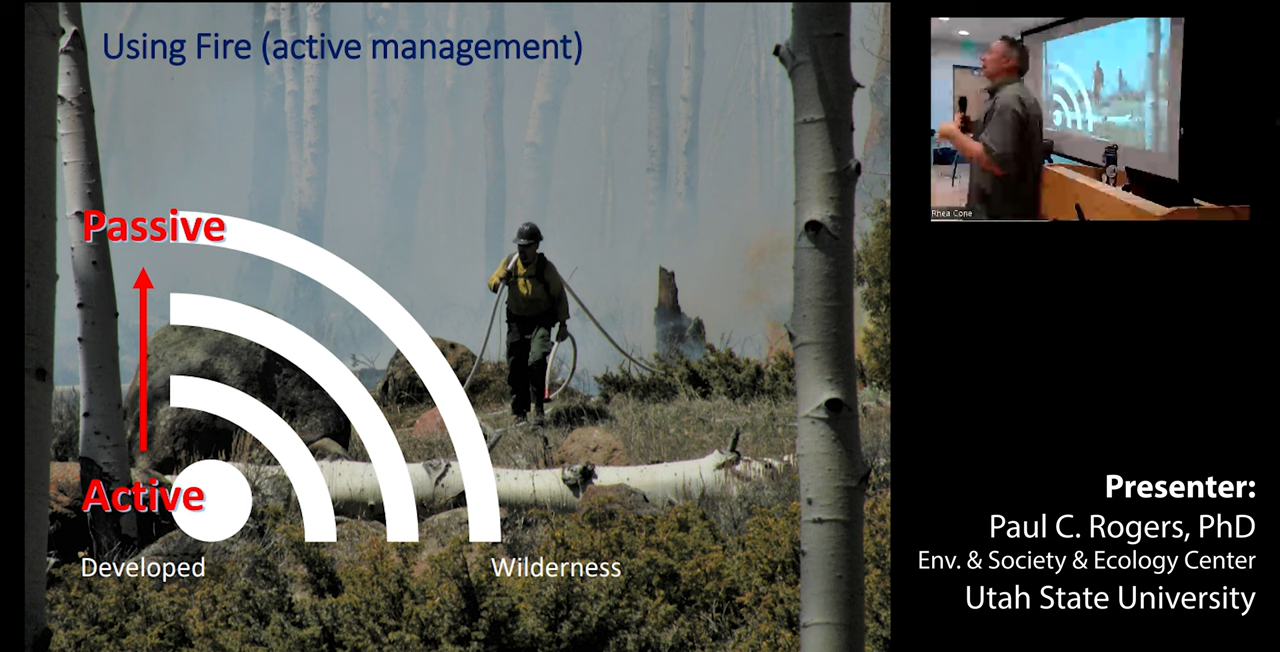 Using Fire (active management)
Passive
Active
Developed
Wilderness
Rhea Cone
Presenter:
Paul C. Rogers, PhD
Env. & Society & Ecology Center
Utah State University